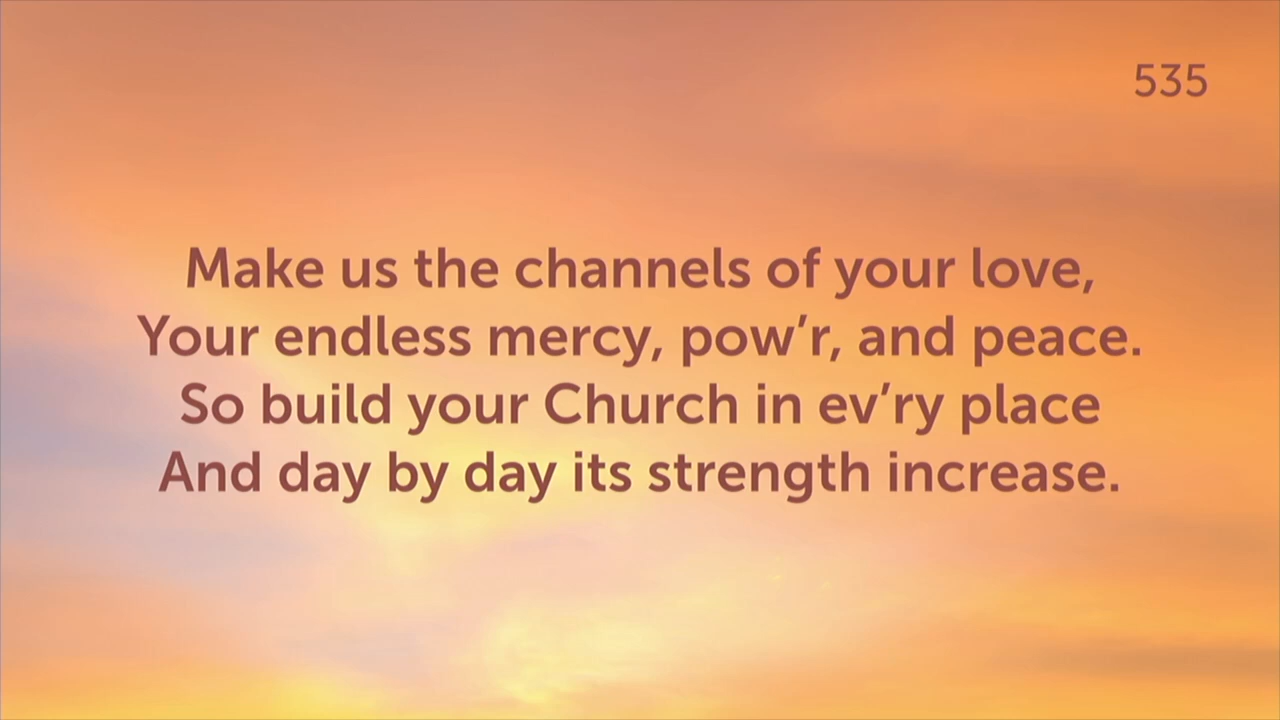 535
Make us the channels of your love,
Your endless mercy, pow’r, and peace.
So build your Church in ev’ry place
And day by day its strength increase.